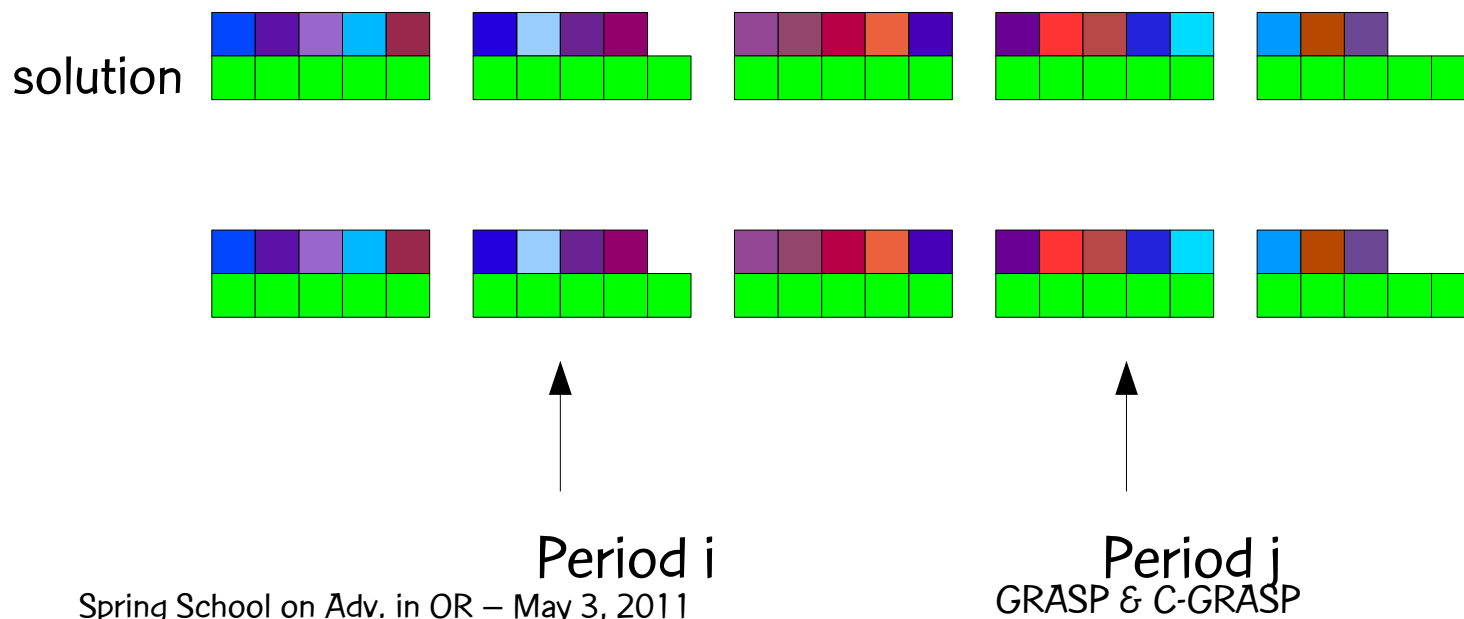 solution
Period i
Period j
Spring School on Adv. in OR – May 3, 2011
GRASP & C-GRASP